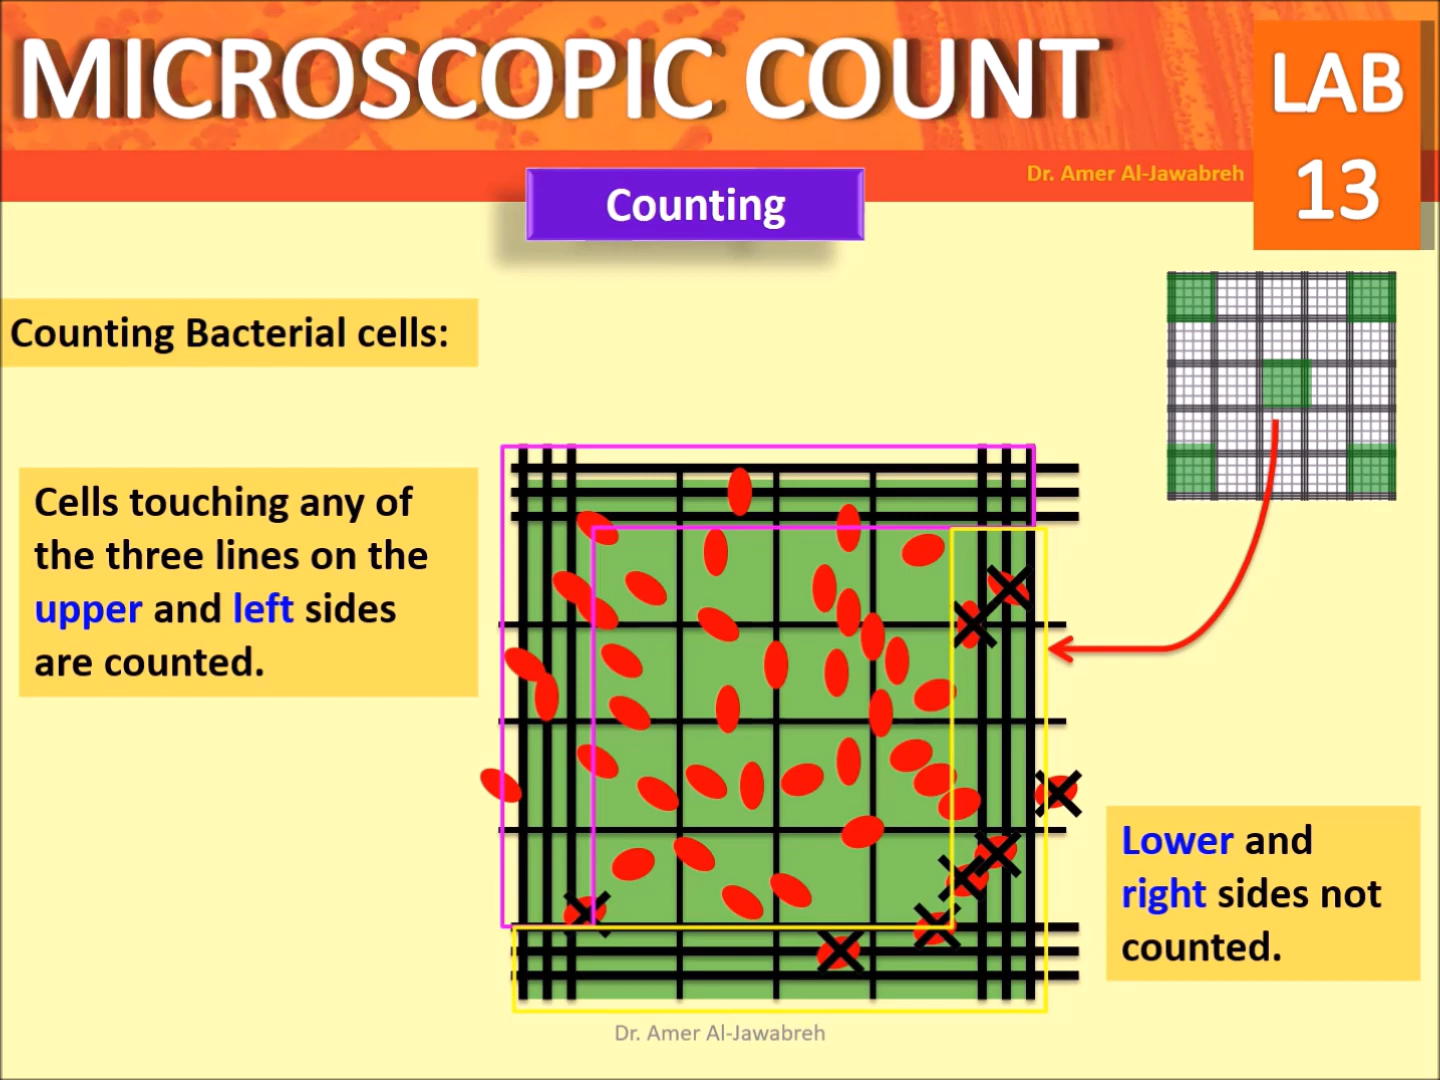 MICROSCOPIC COUNT
LAB
13
Dr. Amer Al-Jawabreh
Counting
Counting Bacterial cells:
Cells touching any of
the three lines on the
upper and left sides
are counted.
Lower and
right sides not
counted.
Dr. Amer Al-Jawabreh